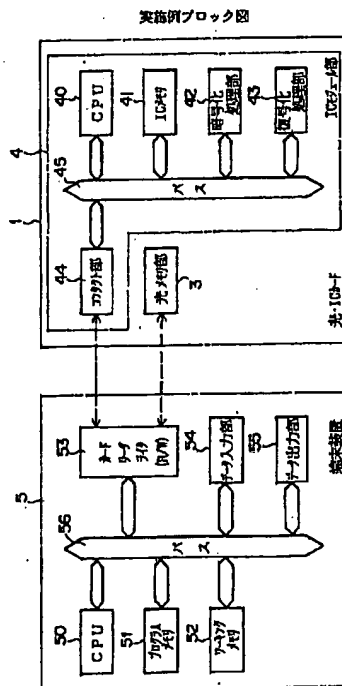 実施例ブロック図
1
4
45
44
コンタクト部
バス
40
CPU
41
ICメモリ
42
暗号化
処理部
43
復号化
処理部
ICモジュール部
光メモリ部
3
光・ICカード
5
56
53
カード
リーダ
ライタ
(R/W)
バス
54
データ入力部
55
データ出力部
50
CPU
51
プログラム
メモリ
52
ワーキング
メモリ
端末装置